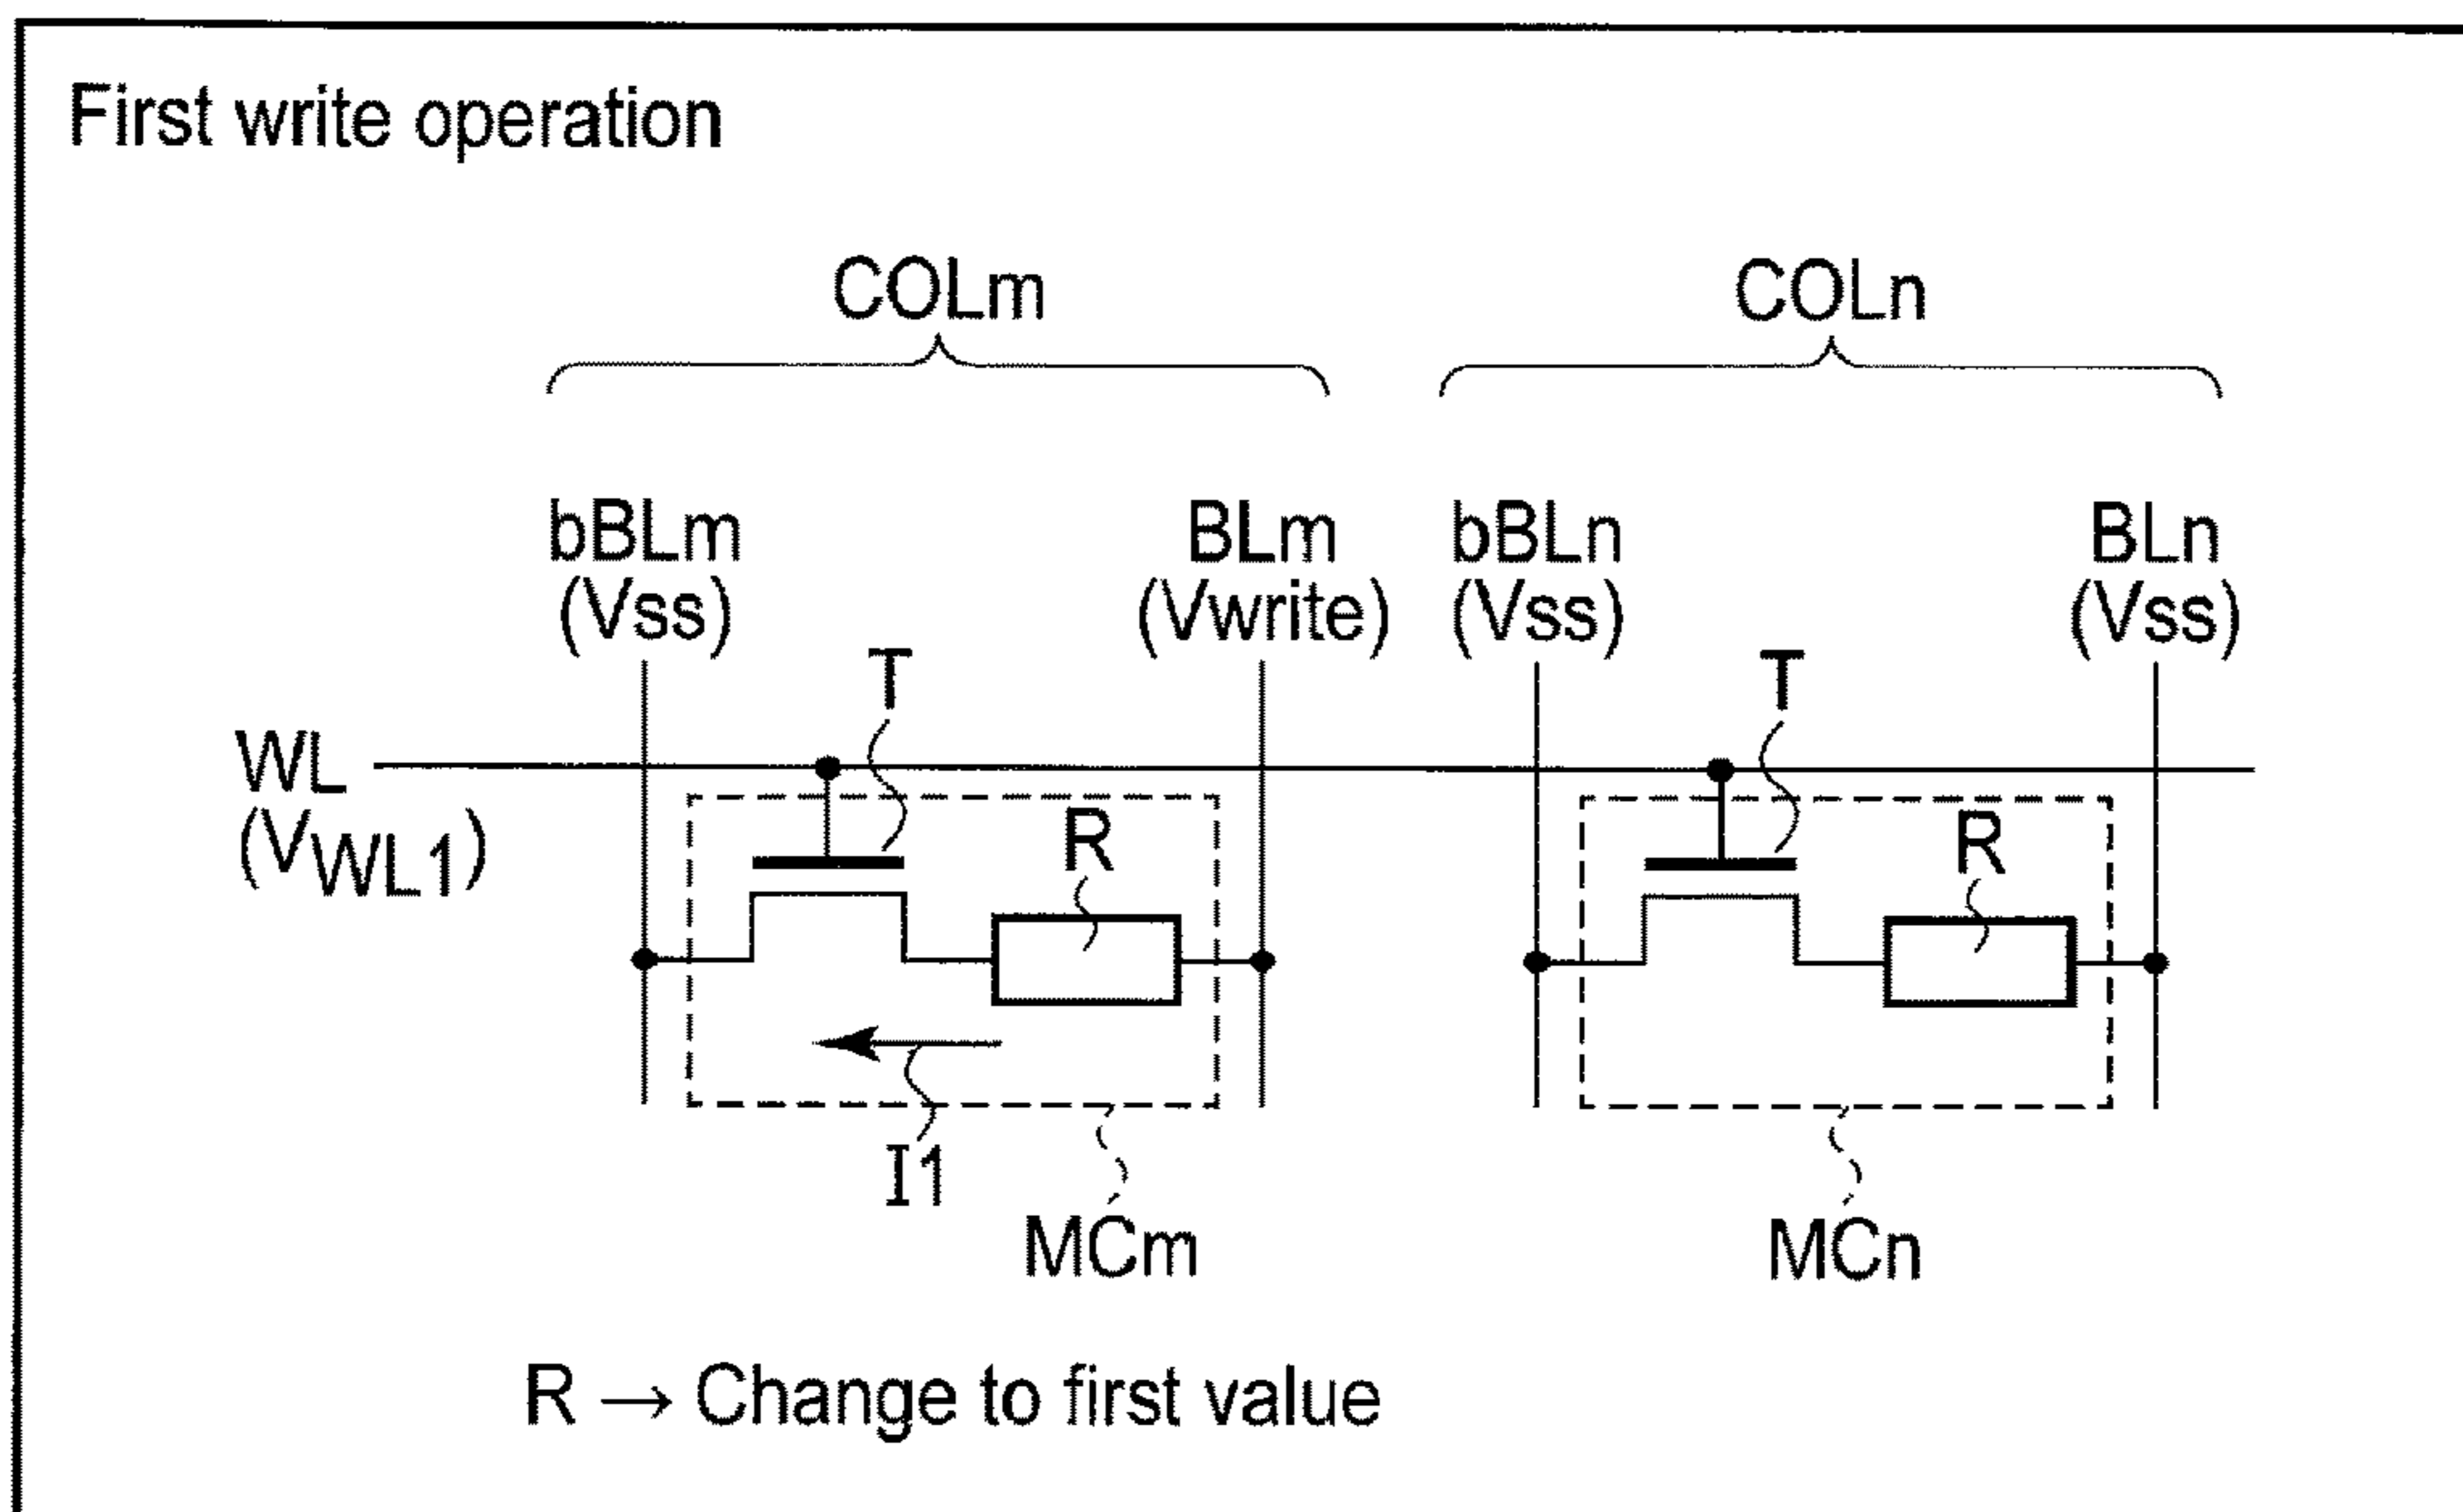 First write operation
COLm COLn
bBLm BLm bBLn BLn
(Vss) (Vwrite) (Vss) (Vss)
T T
WL
(VWL1)
R R
I1
MCm MCn
R → Change to first value